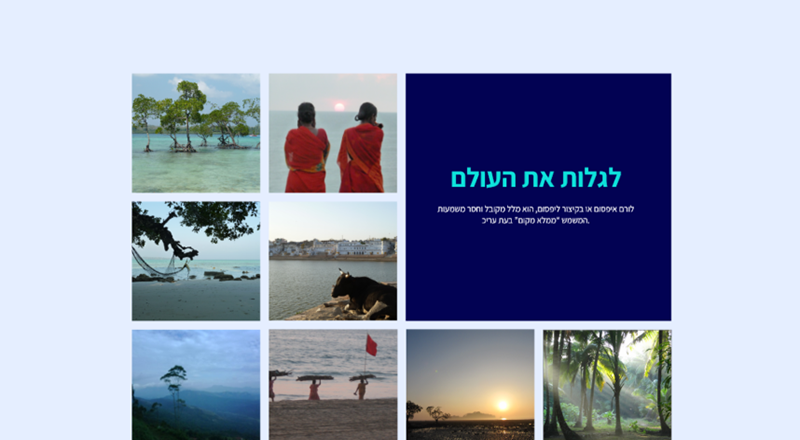 לגלות את העולם
לורם איפסום או בקיצור ליפסום, הוא מלל מקובל וחסר משמעות
המשמש "ממלא מקום" בעת עריכ.